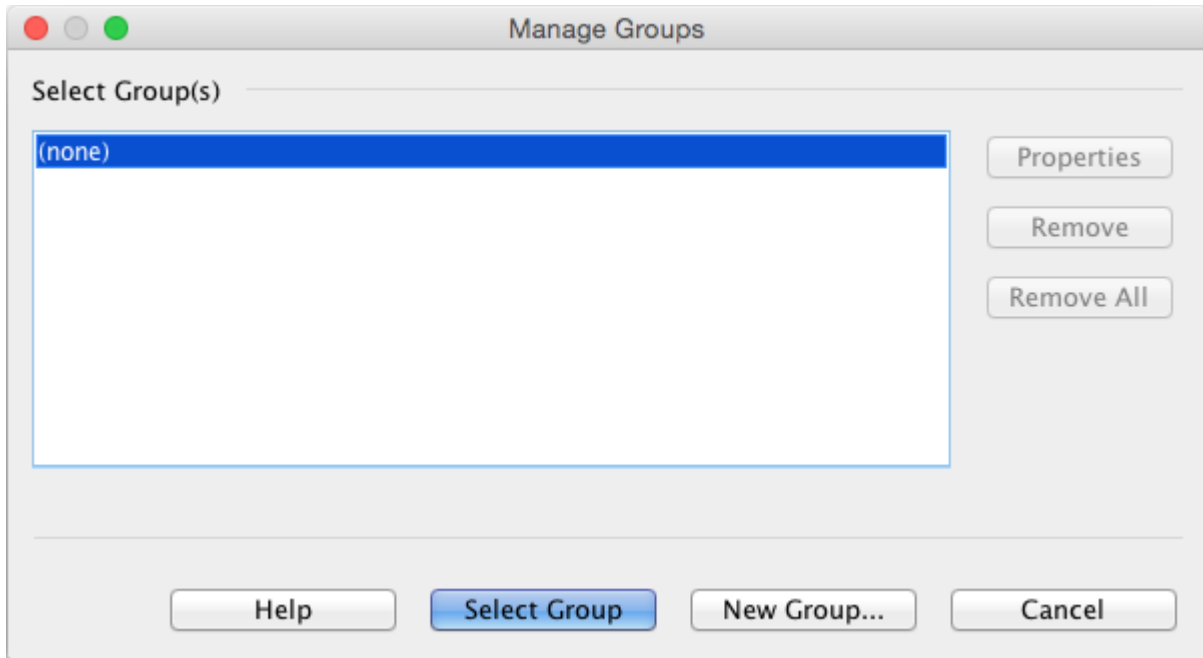 Manage Groups
Select Group(s)
(none)
Properties
Remove
Remove All
Help
Select Group
New Group...
Cancel